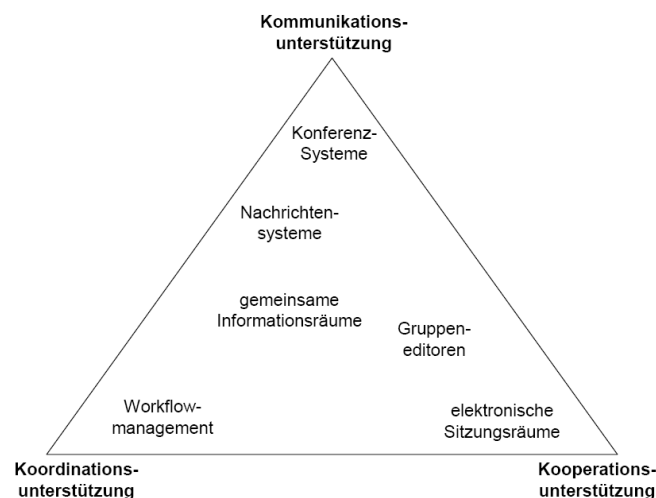 Kommunikations-
unterstützung
Konferenz-
Systeme
Nachrichten-
systeme
gemeinsame
Informationsräume
Gruppen-
editoren
Workflow-
management
elektronische
Sitzungsräume
Koordinations-
unterstützung
Kooperations-
unterstützung